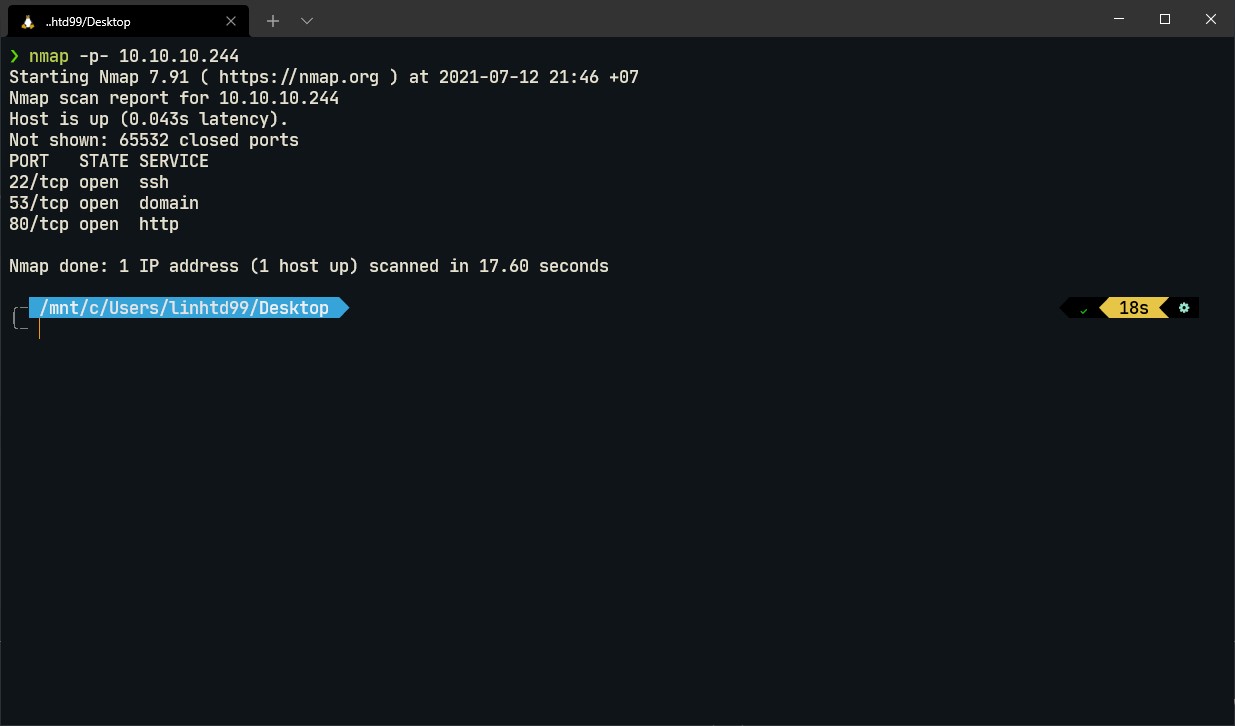 ..htd99/Desktop
❯ nmap -p- 10.10.10.244
Starting Nmap 7.91 ( https://nmap.org ) at 2021-07-12 21:46 +07
Nmap scan report for 10.10.10.244
Host is up (0.043s latency).
Not shown: 65532 closed ports
PORT   STATE SERVICE
22/tcp open  ssh
53/tcp open  domain
80/tcp open  http
Nmap done: 1 IP address (1 host up) scanned in 17.60 seconds
/mnt/c/Users/linhtd99/Desktop ✓ 18s